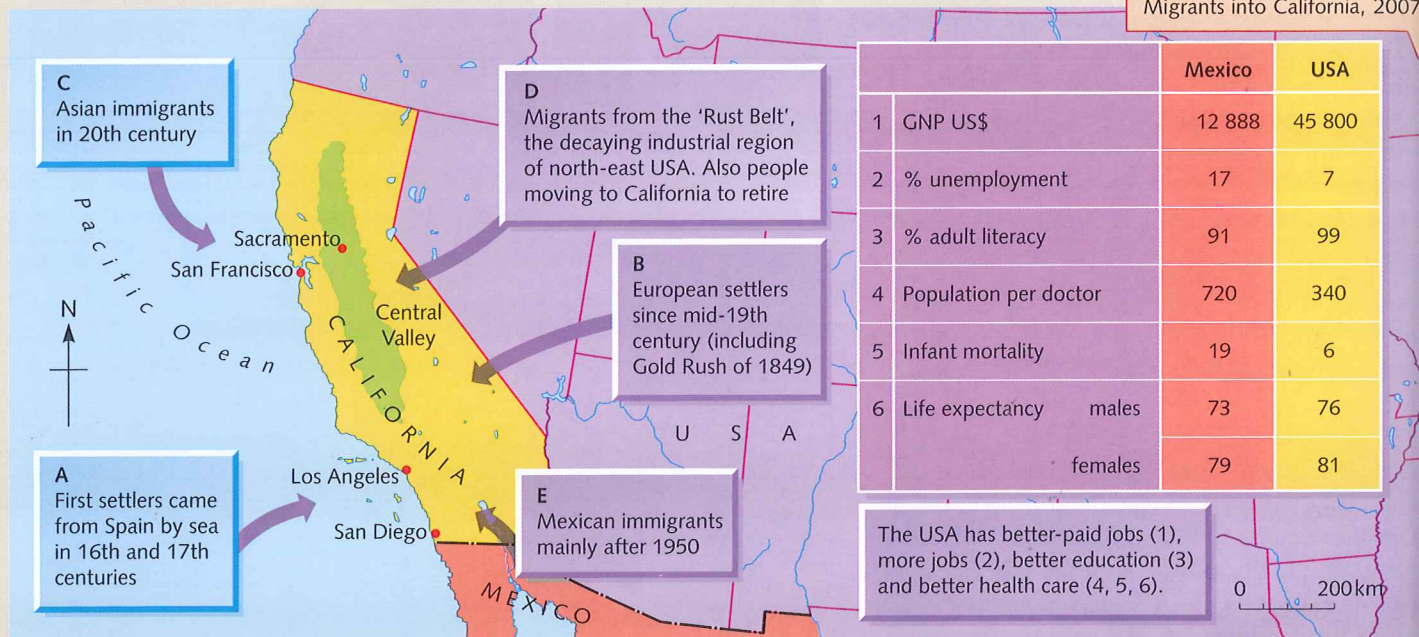 Migrants into California, 2007
C
Asian immigrants
in 20th century
D
Migrants from the 'Rust Belt',
the decaying industrial region
of north-east USA. Also people
moving to California to retire
B
European settlers
since mid-19th
century (including
Gold Rush of 1849)
Pacific Ocean
N
Sacramento
San Francisco
Central
Valley
CALIFORNIA
USA
Los Angeles
San Diego
A
First settlers came
from Spain by sea
in 16th and 17th
centuries
E
Mexican immigrants
mainly after 1950
MEXICO
Mexico USA
1 GNP US$ 12 888 45 800
2 % unemployment 17 7
3 % adult literacy 91 99
4 Population per doctor 720 340
5 Infant mortality 19 6
6 Life expectancy males 73 76
females 79 81
The USA has better-paid jobs (1),
more jobs (2), better education (3)
and better health care (4, 5, 6).
0 200km